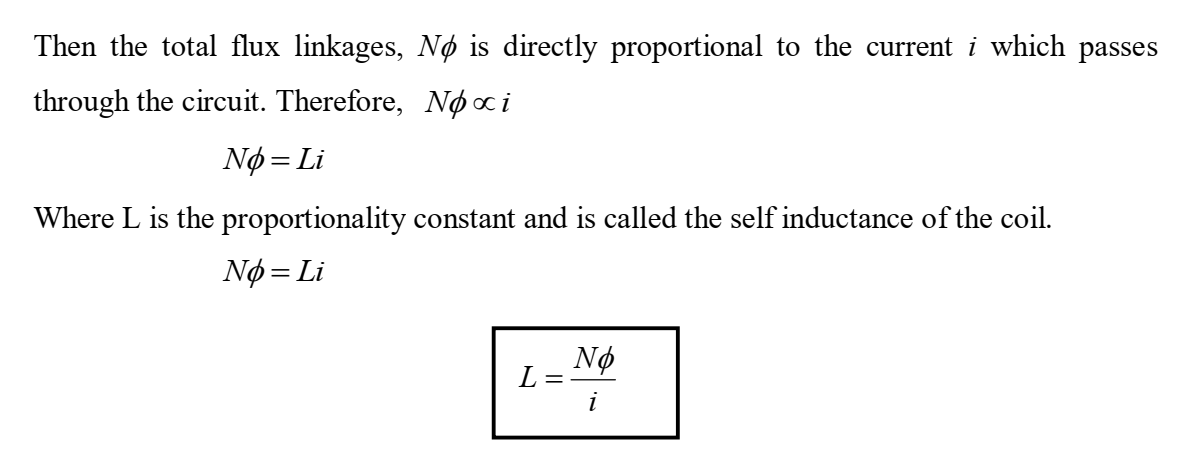 Then the total flux linkages, Nϕ is directly proportional to the current i which passes
through the circuit. Therefore, Nϕ ∝ i
Nϕ = Li
Where L is the proportionality constant and is called the self inductance of the coil.
Nϕ = Li
L = Nϕ / i